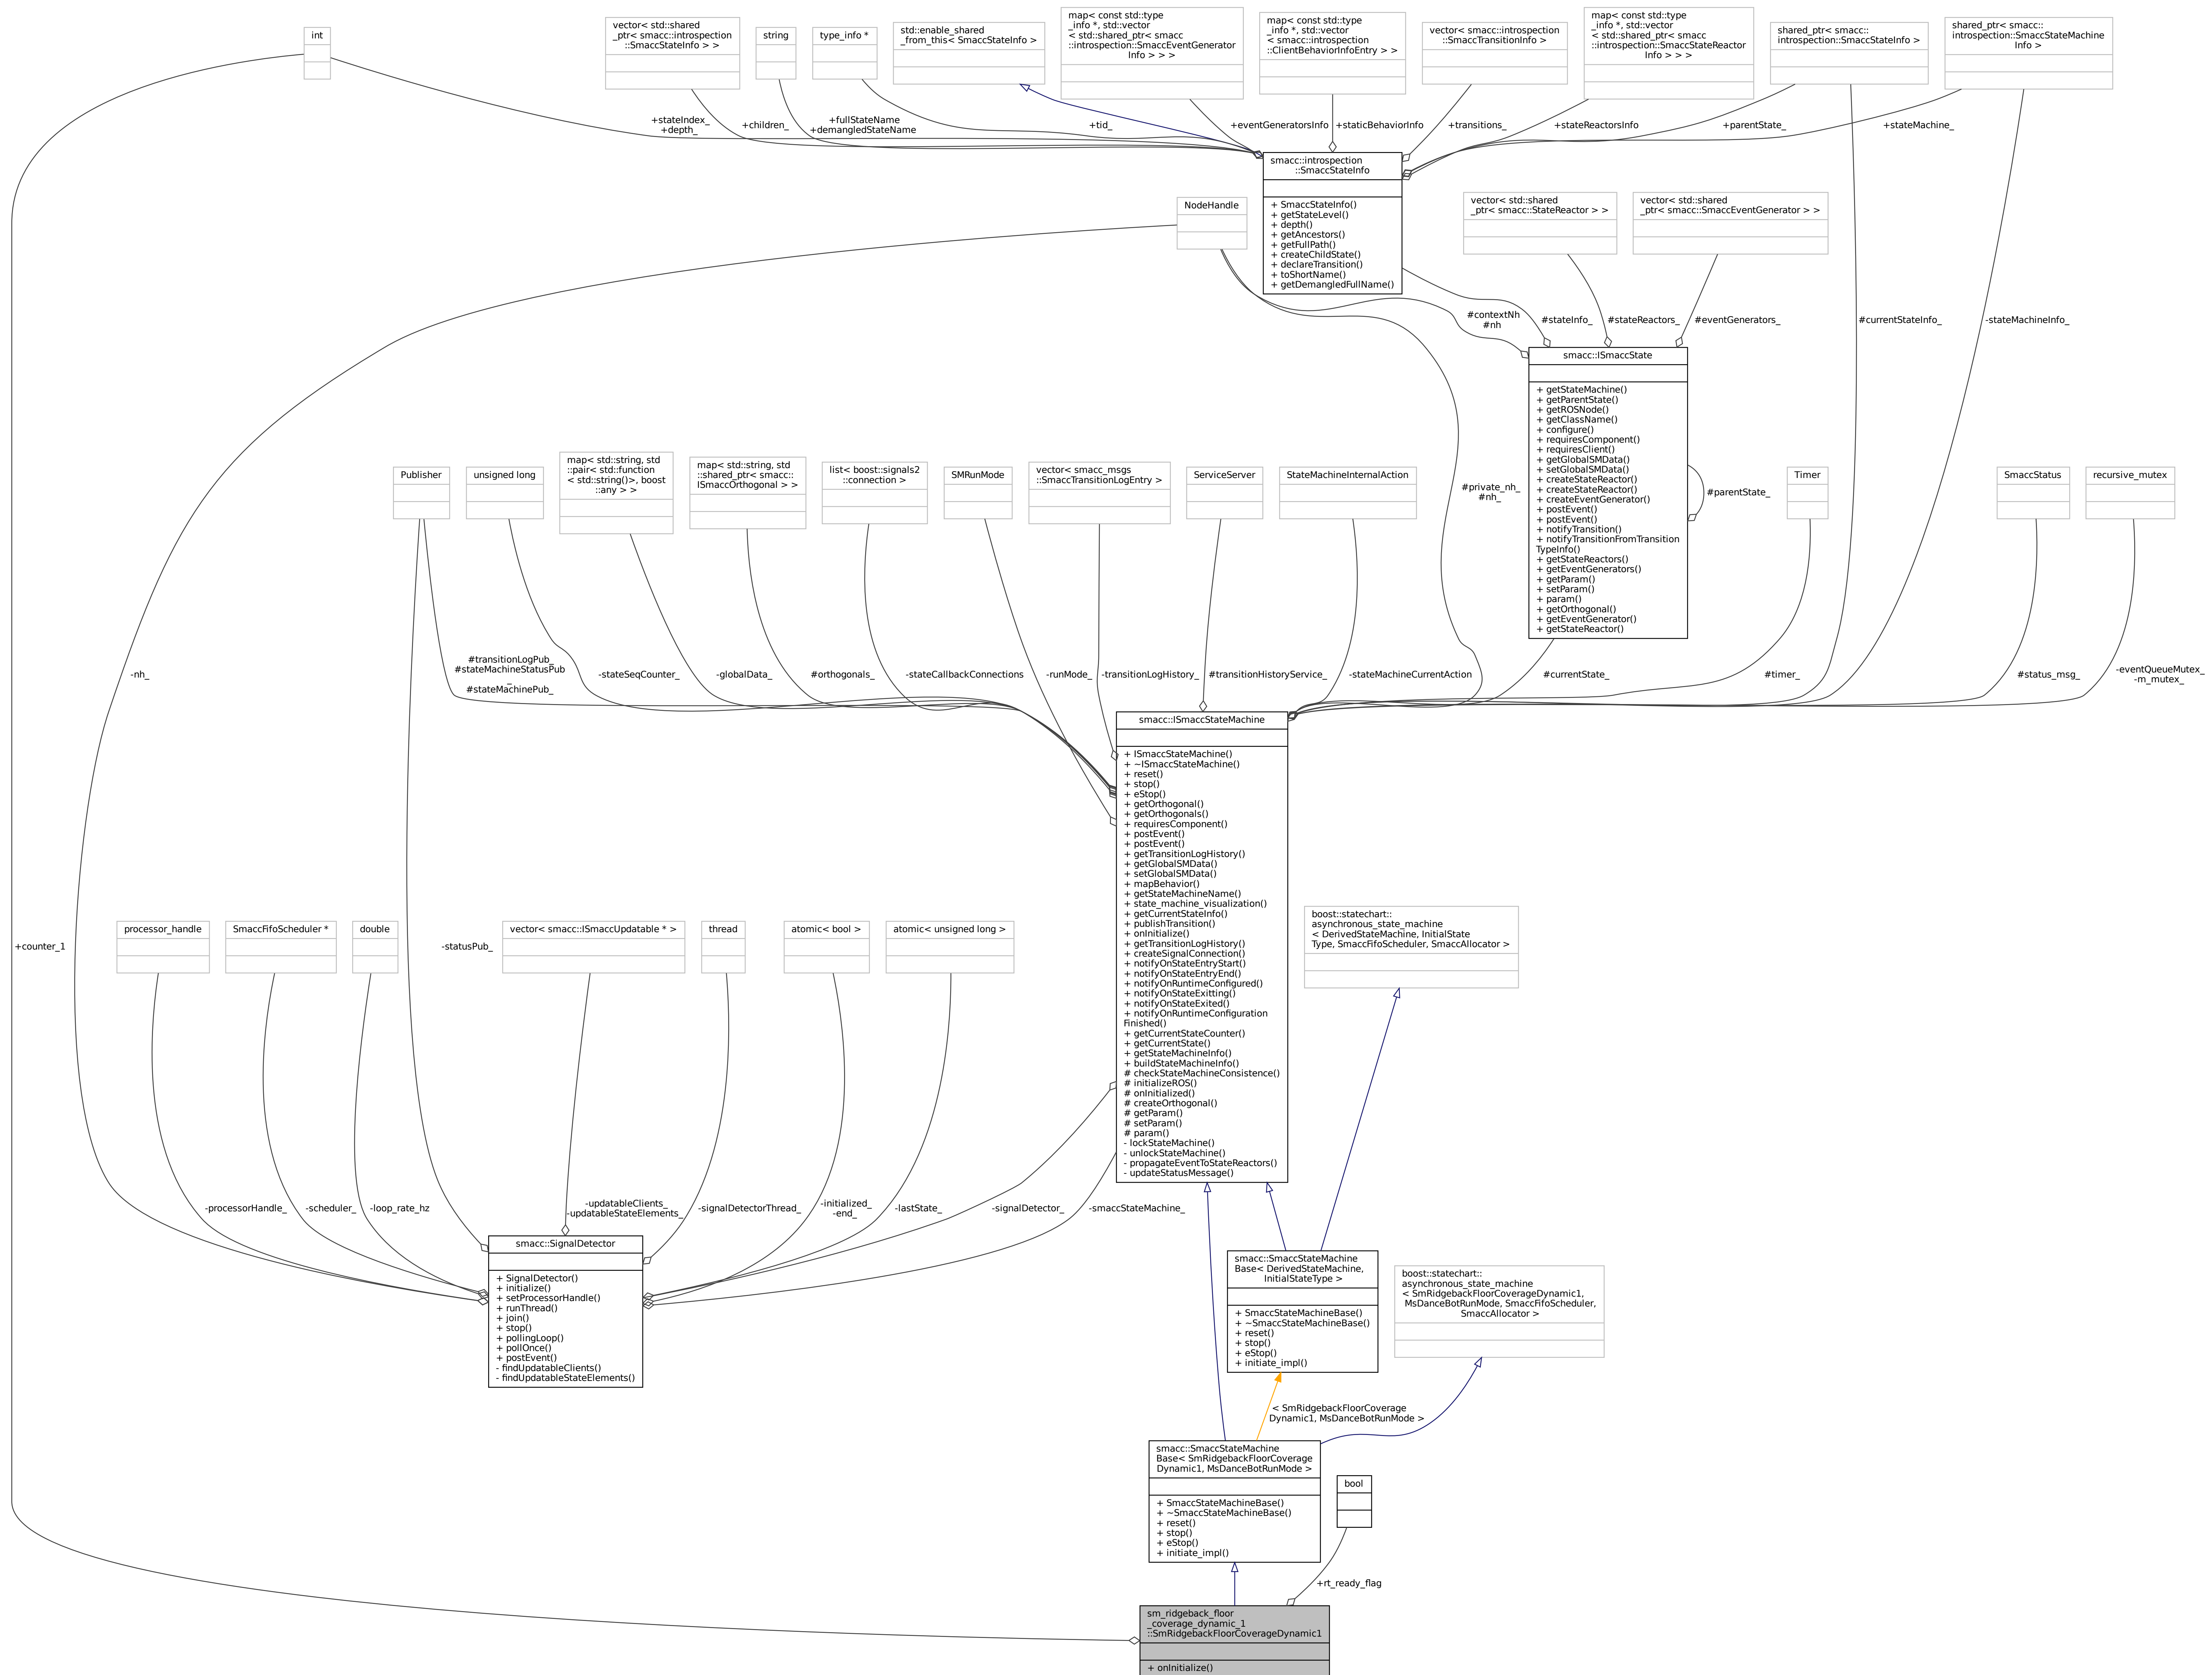 int
vector< std::shared
_ptr< smacc::introspection
::SmaccStateInfo > >
string
type_info *
std::enable_shared
_from_this< SmaccStateInfo >
map< const std::type
_info *, std::vector
< std::shared_ptr< smacc
::introspection::SmaccEventGenerator
Info > > >
map< const std::type
_info *, std::vector
< smacc::introspection
::ClientBehaviorInfoEntry > >
vector< smacc::introspection
::SmaccTransitionInfo >
map< const std::type
_info *, std::vector
< std::shared_ptr< smacc
::introspection::SmaccStateReactor
Info > > >
shared_ptr< smacc::
introspection::SmaccStateInfo >
shared_ptr< smacc::
introspection::SmaccStateMachine
Info >
+stateIndex_
+depth_
+children_
+fullStateName
+demangledStateName
+tid_
+eventGeneratorsInfo
+staticBehaviorInfo
+transitions_
+stateReactorsInfo
+parentState_
+stateMachine_
smacc::introspection
::SmaccStateInfo
+ SmaccStateInfo()
+ getStateLevel()
+ depth()
+ getAncestors()
+ getFullPath()
+ createChildState()
+ declareTransition()
+ toShortName()
+ getDemangledFullName()
NodeHandle
vector< std::shared
_ptr< smacc::StateReactor > >
vector< std::shared
_ptr< smacc::SmaccEventGenerator > >
#contextNh
#nh
#stateInfo_
#stateReactors_
#eventGenerators_
#currentStateInfo_
-stateMachineInfo_
smacc::ISmaccState
+ getStateMachine()
+ getParentState()
+ getROSNode()
+ getClassName()
+ configure()
+ requiresComponent()
+ requiresClient()
+ getGlobalSMData()
+ setGlobalSMData()
+ createStateReactor()
+ createStateReactor()
+ createEventGenerator()
+ postEvent()
+ postEvent()
+ notifyTransition()
+ notifyTransitionFromTransition
TypeInfo()
+ getStateReactors()
+ getEventGenerators()
+ getParam()
+ setParam()
+ param()
+ getOrthogonal()
+ getEventGenerator()
+ getStateReactor()
#parentState_
Publisher
unsigned long
map< std::string, std
::pair< std::function
< std::string()>, boost
::any > >
map< std::string, std
::shared_ptr< smacc::
ISmaccOrthogonal > >
list< boost::signals2
::connection >
SMRunMode
vector< smacc_msgs
::SmaccTransitionLogEntry >
ServiceServer
StateMachineInternalAction
#private_nh_
#nh_
Timer
SmaccStatus
recursive_mutex
-nh_
#transitionLogPub_
#stateMachineStatusPub
_
#stateMachinePub_
-stateSeqCounter_
-globalData_
#orthogonals_
-stateCallbackConnections
-runMode_
-transitionLogHistory_
#transitionHistoryService_
-stateMachineCurrentAction
#currentState_
#timer_
#status_msg_
-eventQueueMutex_
-m_mutex_
smacc::ISmaccStateMachine
+ ISmaccStateMachine()
+ ~ISmaccStateMachine()
+ reset()
+ stop()
+ eStop()
+ getOrthogonal()
+ getOrthogonals()
+ requiresComponent()
+ postEvent()
+ postEvent()
+ getTransitionLogHistory()
+ getGlobalSMData()
+ setGlobalSMData()
+ mapBehavior()
+ getStateMachineName()
+ state_machine_visualization()
+ getCurrentStateInfo()
+ publishTransition()
+ onInitialize()
+ getTransitionLogHistory()
+ createSignalConnection()
+ notifyOnStateEntryStart()
+ notifyOnStateEntryEnd()
+ notifyOnRuntimeConfigured()
+ notifyOnStateExitting()
+ notifyOnStateExited()
+ notifyOnRuntimeConfiguration
Finished()
+ getCurrentStateCounter()
+ getCurrentState()
+ getStateMachineInfo()
+ buildStateMachineInfo()
# checkStateMachineConsistence()
# initializeROS()
# onInitialized()
# createOrthogonal()
# getParam()
# setParam()
# param()
- lockStateMachine()
- unlockStateMachine()
- propagateEventToStateReactors()
- updateStatusMessage()
+counter_1
processor_handle
SmaccFifoScheduler *
double
-statusPub_
vector< smacc::ISmaccUpdatable * >
thread
atomic< bool >
atomic< unsigned long >
boost::statechart::
asynchronous_state_machine
< DerivedStateMachine, InitialState
Type, SmaccFifoScheduler, SmaccAllocator >
-processorHandle_
-scheduler_
-loop_rate_hz
-updatableClients_
-updatableStateElements_
-signalDetectorThread_
-initialized_
-end_
-lastState_
-signalDetector_
-smaccStateMachine_
smacc::SignalDetector
+ SignalDetector()
+ initialize()
+ setProcessorHandle()
+ runThread()
+ join()
+ stop()
+ pollingLoop()
+ pollOnce()
+ postEvent()
- findUpdatableClients()
- findUpdatableStateElements()
smacc::SmaccStateMachine
Base< DerivedStateMachine,
InitialStateType >
+ SmaccStateMachineBase()
+ ~SmaccStateMachineBase()
+ reset()
+ stop()
+ eStop()
+ initiate_impl()
boost::statechart::
asynchronous_state_machine
< SmRidgebackFloorCoverageDynamic1,
MsDanceBotRunMode, SmaccFifoScheduler,
SmaccAllocator >
< SmRidgebackFloorCoverage
Dynamic1, MsDanceBotRunMode >
smacc::SmaccStateMachine
Base< SmRidgebackFloorCoverage
Dynamic1, MsDanceBotRunMode >
+ SmaccStateMachineBase()
+ ~SmaccStateMachineBase()
+ reset()
+ stop()
+ eStop()
+ initiate_impl()
bool
+rt_ready_flag
sm_ridgeback_floor
_coverage_dynamic_1
::SmRidgebackFloorCoverageDynamic1
+ onInitialize()